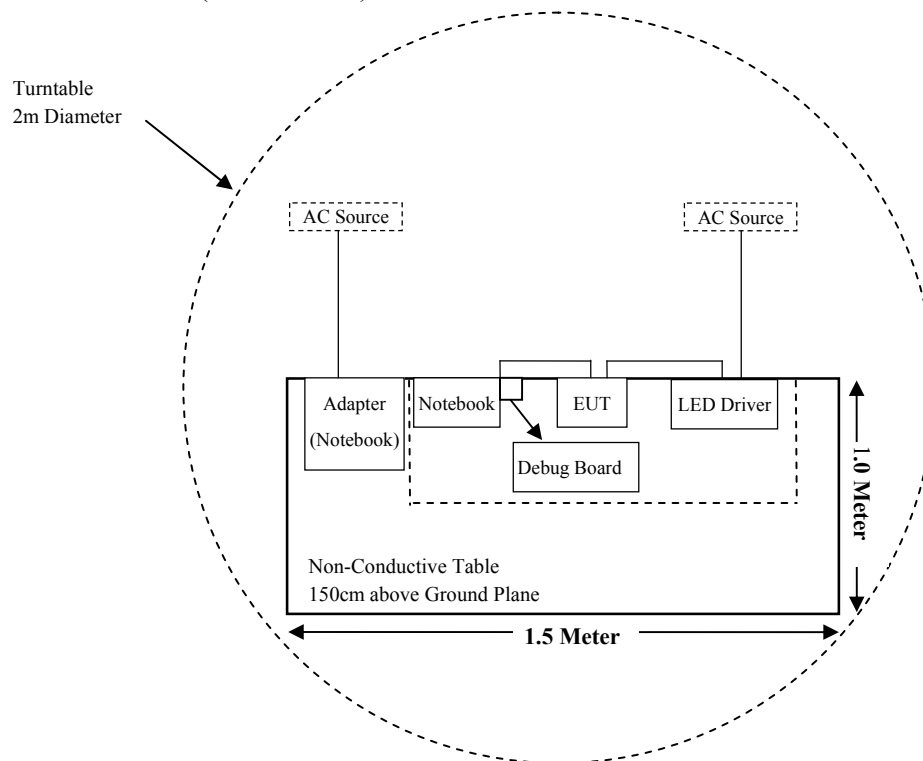 Turntable
2m Diameter
AC Source
AC Source
Adapter
(Notebook)
Notebook
EUT
LED Driver
Debug Board
1.0 Meter
Non-Conductive Table
150cm above Ground Plane
1.5 Meter